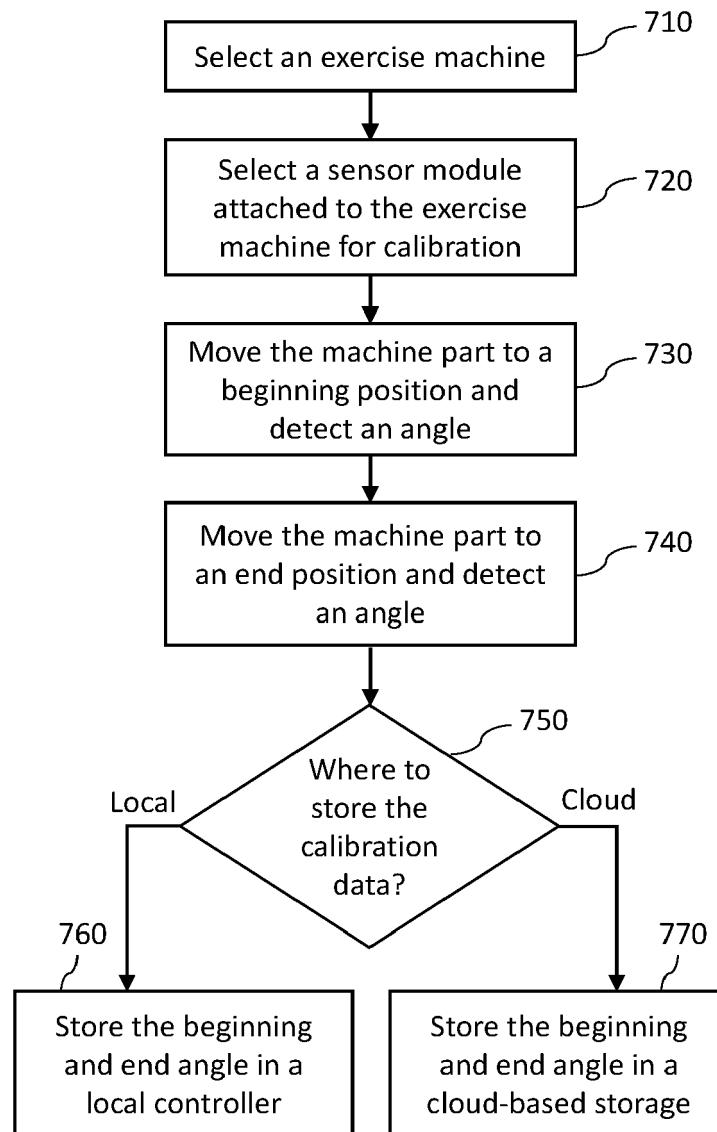 710
Select an exercise machine
720
Select a sensor module
attached to the exercise
machine for calibration
730
Move the machine part to a
beginning position and
detect an angle
740
Move the machine part to
an end position and detect
an angle
750
Where to
store the
calibration
data?
Local
Cloud
760
Store the beginning
and end angle in a
local controller
770
Store the beginning
and end angle in a
cloud-based storage